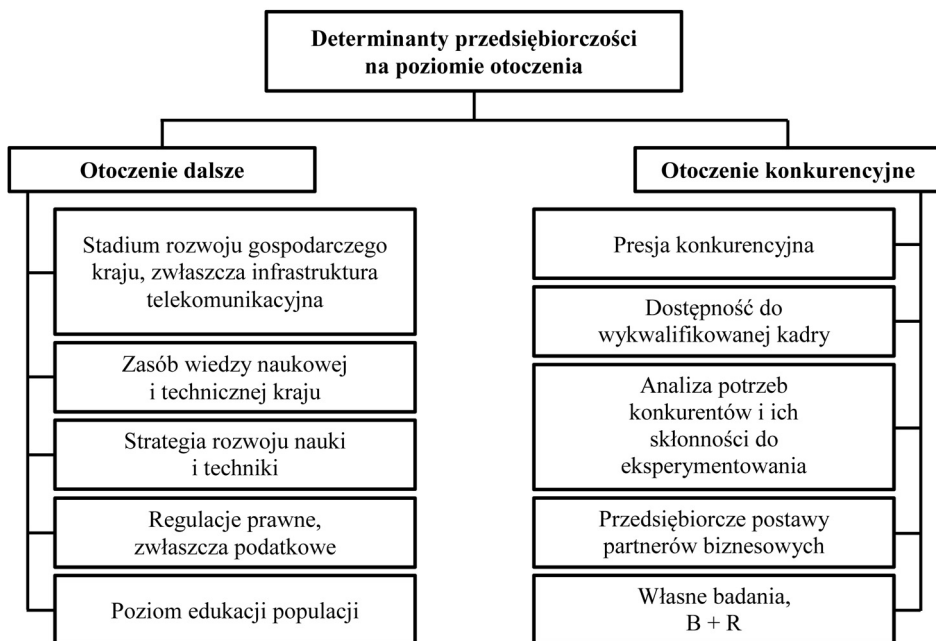 Determinanty przedsiębiorczości
na poziomie otoczenia
Otoczenie dalsze
Stadium rozwoju gospodarczego
kraju, zwłaszcza infrastruktura
telekomunikacyjna
Zasób wiedzy naukowej
i technicznej kraju
Strategia rozwoju nauki
i techniki
Regulacje prawne,
zwłaszcza podatkowe
Poziom edukacji populacji
Otoczenie konkurencyjne
Presja konkurencyjna
Dostępność do
wykwalifikowanej kadry
Analiza potrzeb
konkurentów i ich
skłonności do
eksperymentowania
Przedsiębiorcze postawy
partnerów biznesowych
Własne badania,
B + R